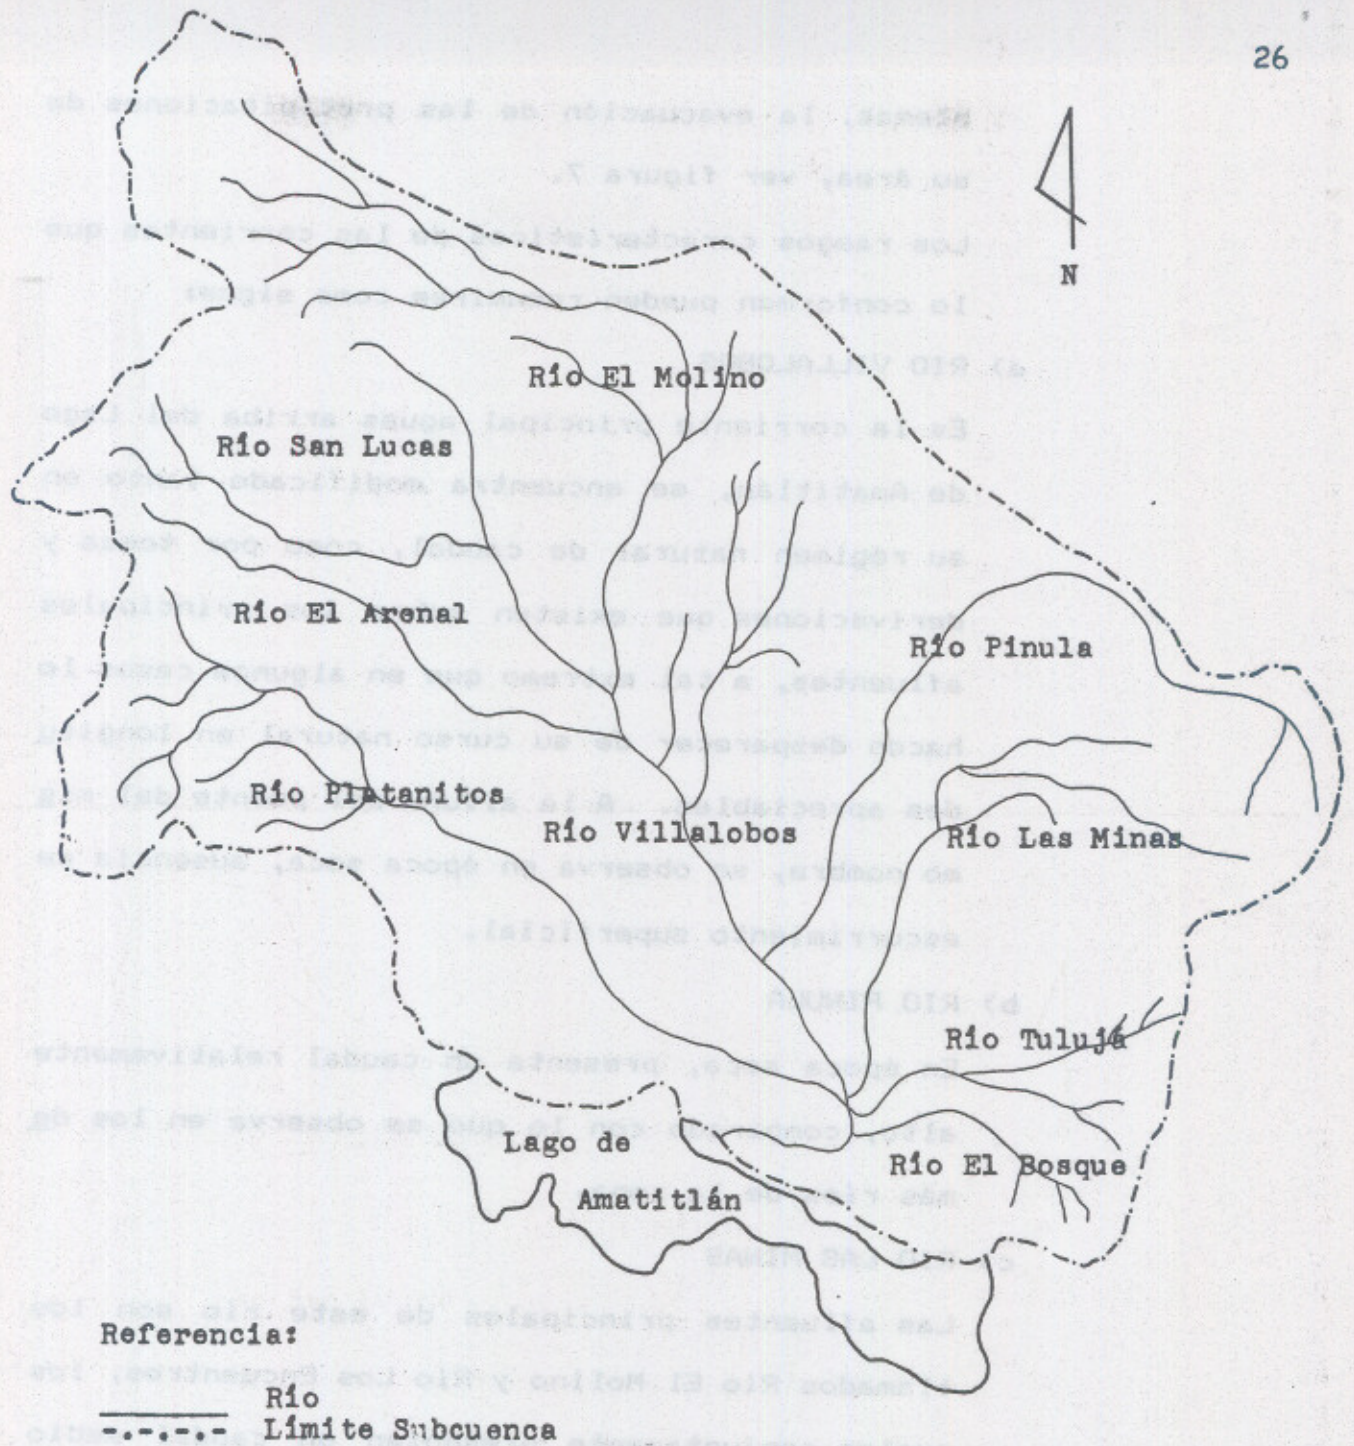 26
N
Río El Molino
Río San Lucas
Río El Arenal
Río Pinula
Río Platanitos
Río Villalobos
Río Las Minas
Río Tulujá
Río El Bosque
Lago de
Amatitlán
Referencia:
Río
Límite Subcuenca